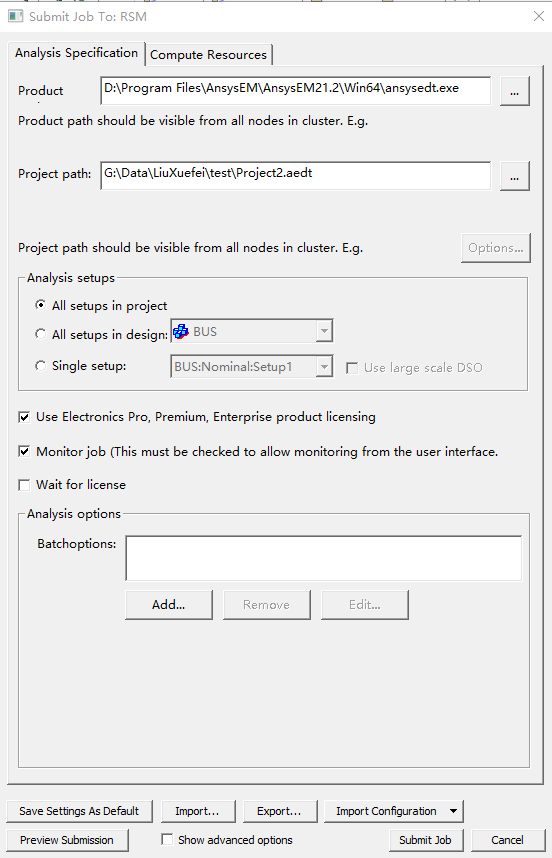 Submit Job To: RSM
Analysis Specification
Compute Resources
Product
D:\Program Files\AnsysEM\AnsysEM21.2\Win64\ansysedt.exe
...
Product path should be visible from all nodes in cluster. E.g.
Project path:
G:\Data\LiuXuefei\test\Project2.aedt
...
Project path should be visible from all nodes in cluster. E.g.
Options...
Analysis setups
All setups in project
All setups in design:
BUS
Single setup:
BUS:Nominal:Setup1
Use large scale DSO
Use Electronics Pro, Premium, Enterprise product licensing
Monitor job (This must be checked to allow monitoring from the user interface.
Wait for license
Analysis options
Batchoptions:
Add...
Remove
Edit...
Save Settings As Default
Import...
Export...
Import Configuration
Preview Submission
Show advanced options
Submit Job
Cancel